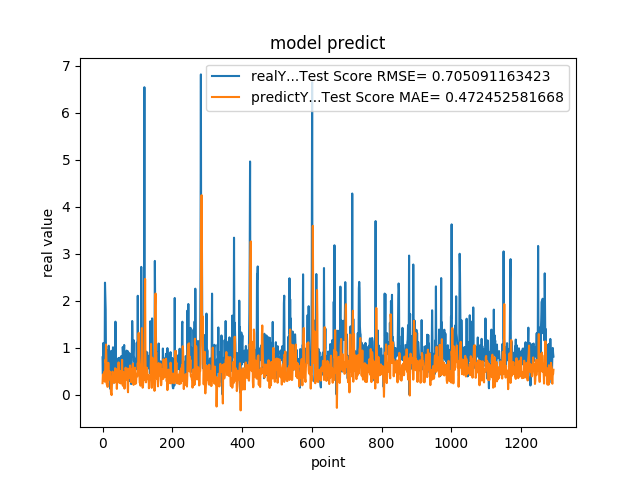 model predict
realY...Test Score RMSE= 0.705091163423
predictY...Test Score MAE= 0.472452581668
7
6
5
4
3
2
1
0
real value
0 200 400 600 800 1000 1200
point